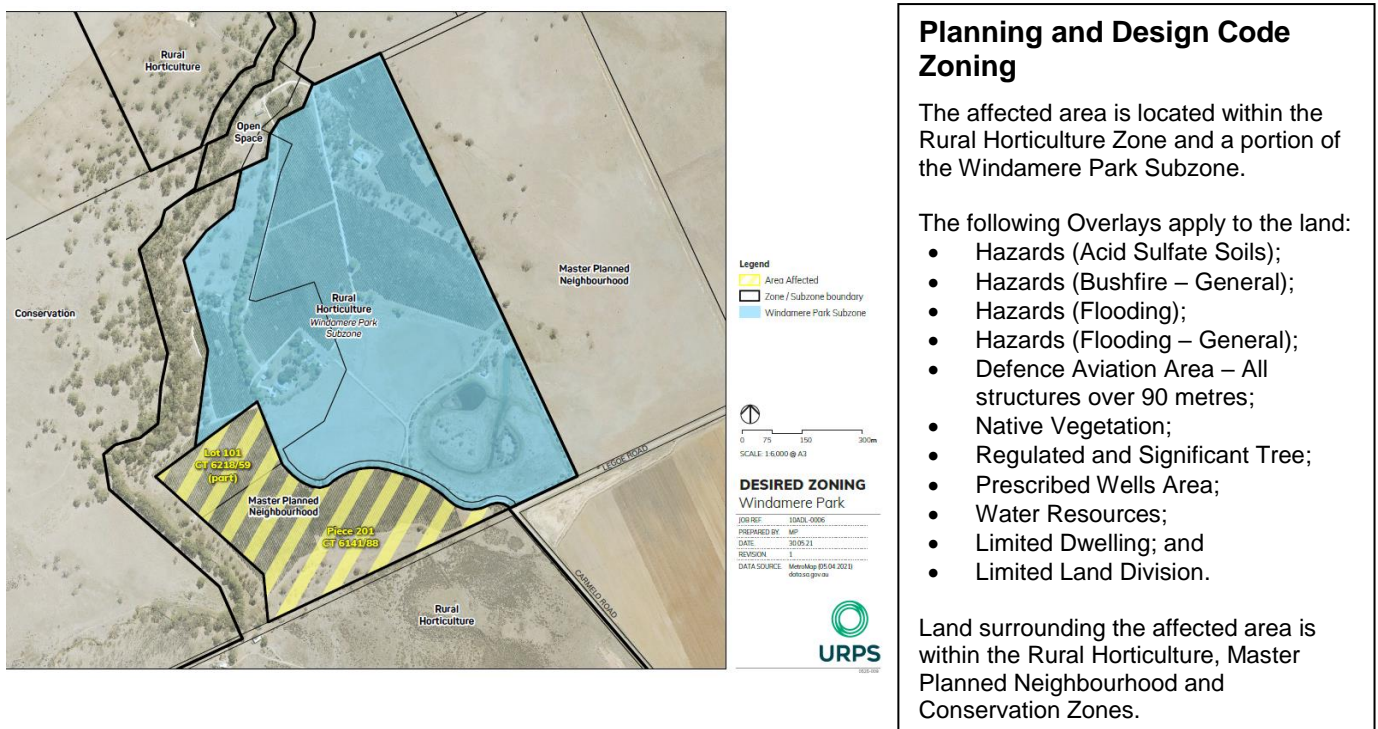 Rural
Horticulture
Open
Space
Conservation
Rural
Horticulture
Windamere Park
Subzone
Master Planned
Neighbourhood
Lot 101
CT 6218/59
(part)
Master Planned
Neighbourhood
Piece 201
CT 6141/88
LEGOE ROAD
CARMELO ROAD
Rural
Horticulture
Legend
Area Affected
Zone / Subzone boundary
Windamere Park Subzone
0 75 150 300m
SCALE: 1:6,000 @ A3
DESIRED ZONING
Windamere Park
JOB REF. 10ADL-0006
PREPARED BY. MP
DATE. 30.05.21
REVISION. 1
DATA SOURCE. MetroMap (05.04.2021)
data.sa.gov.au
URPS
Planning and Design Code
Zoning
The affected area is located within the
Rural Horticulture Zone and a portion of
the Windamere Park Subzone.
The following Overlays apply to the land:
• Hazards (Acid Sulfate Soils);
• Hazards (Bushfire – General);
• Hazards (Flooding);
• Hazards (Flooding – General);
• Defence Aviation Area – All
structures over 90 metres;
• Native Vegetation;
• Regulated and Significant Tree;
• Prescribed Wells Area;
• Water Resources;
• Limited Dwelling; and
• Limited Land Division.
Land surrounding the affected area is
within the Rural Horticulture, Master
Planned Neighbourhood and
Conservation Zones.